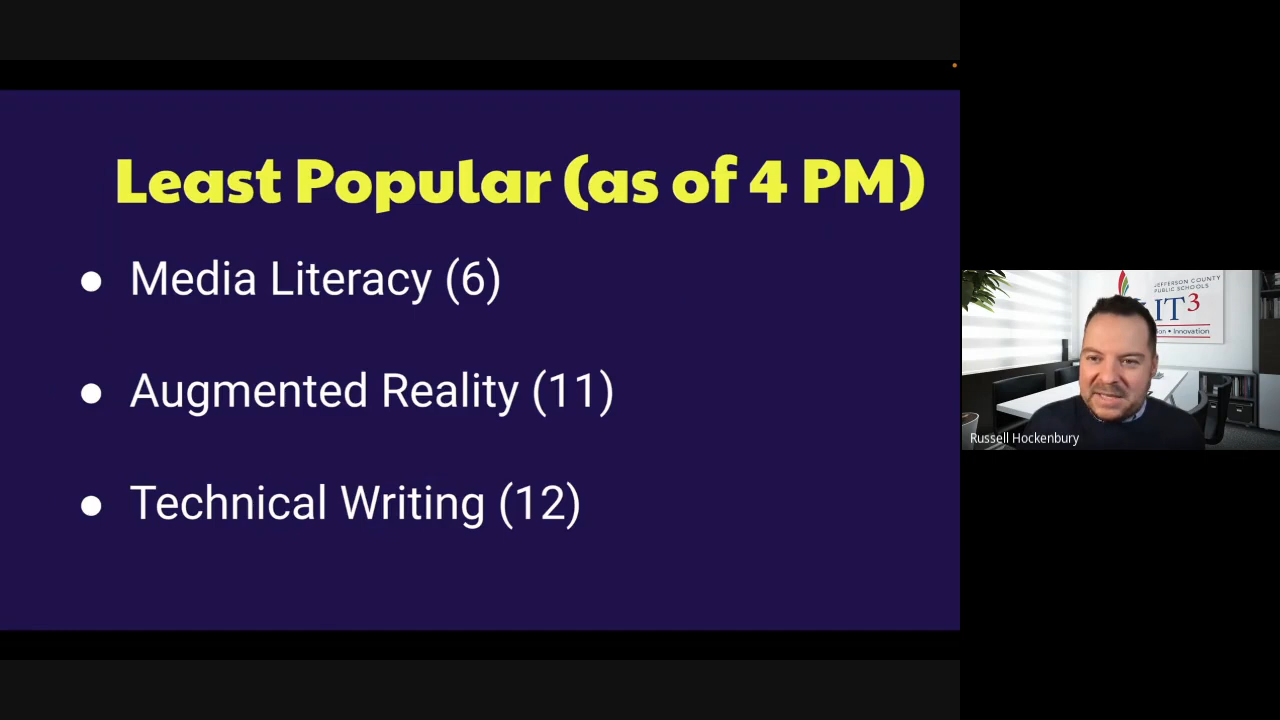 Least Popular (as of 4 PM)
● Media Literacy (6)
● Augmented Reality (11)
● Technical Writing (12)
JEFFERSON COUNTY
PUBLIC SCHOOLS
IT3
• Innovation
Russell Hockenbury